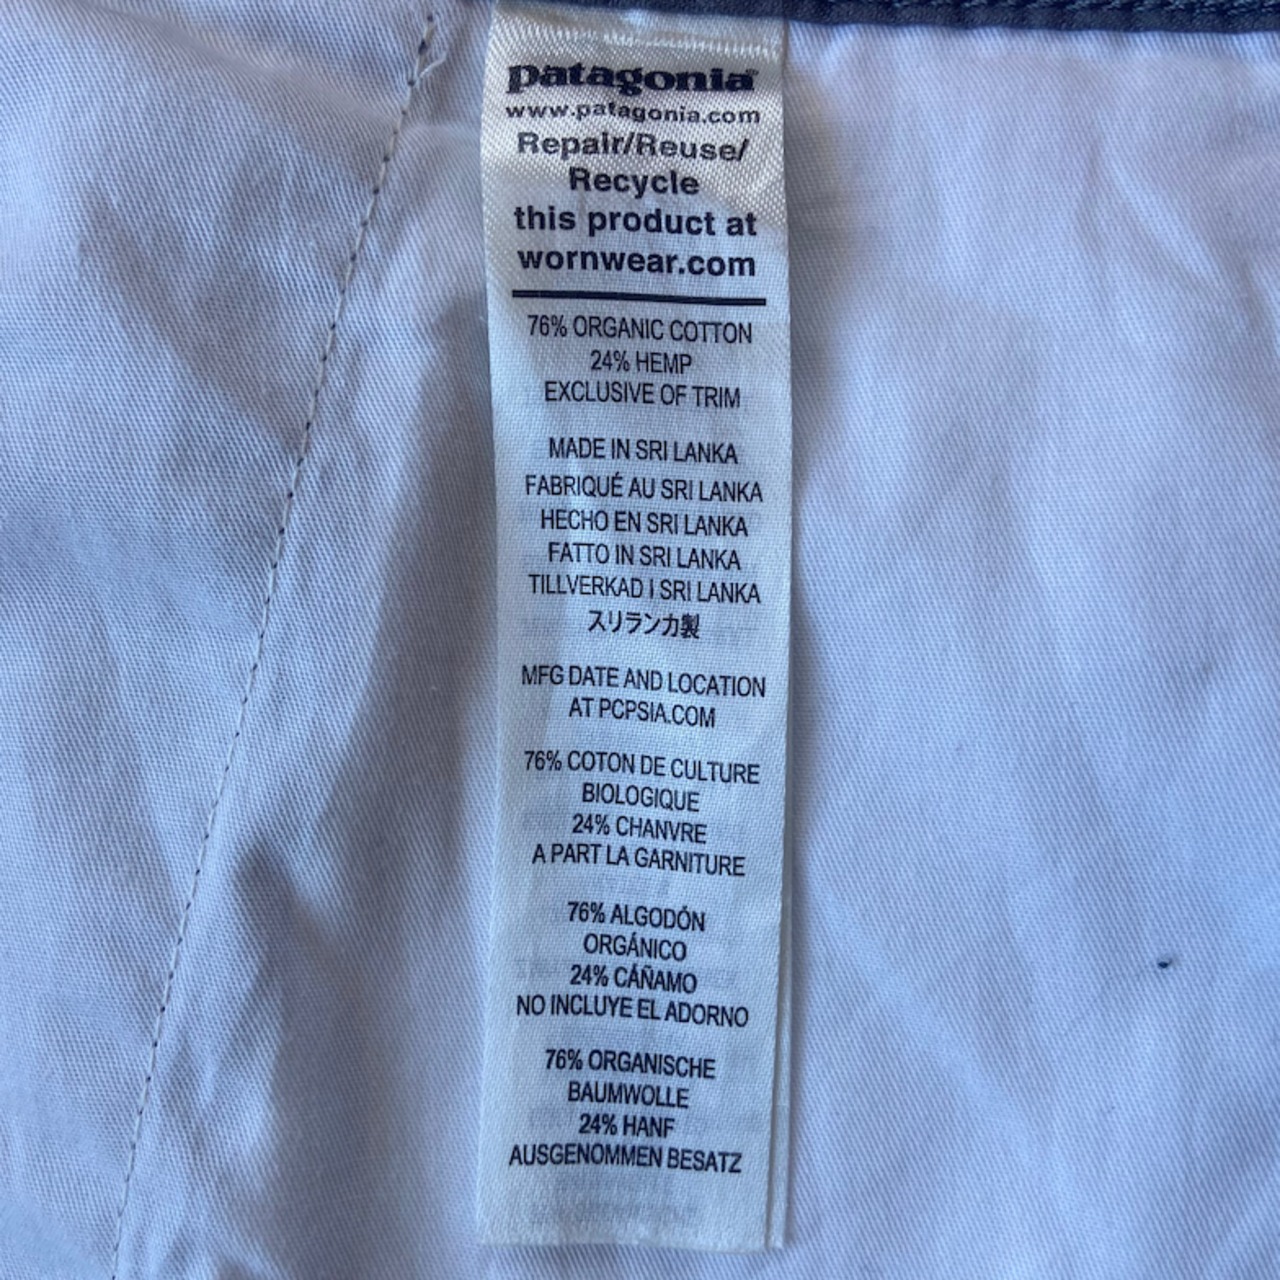 patagonia
www.patagonia.com
Repair/Reuse/
Recycle
this product at
wornwear.com
76% ORGANIC COTTON
24% HEMP
EXCLUSIVE OF TRIM
MADE IN SRI LANKA
FABRIQUÉ AU SRI LANKA
HECHO EN SRI LANKA
FATTO IN SRI LANKA
TILLVERKAD I SRI LANKA
スリランカ製
MFG DATE AND LOCATION
AT PCPSIA.COM
76% COTON DE CULTURE
BIOLOGIQUE
24% CHANVRE
A PART LA GARNITURE
76% ALGODÓN
ORGÁNICO
24% CÁÑAMO
NO INCLUYE EL ADORNO
76% ORGANISCHE
BAUMWOLLE
24% HANF
AUSGENOMMEN BESATZ